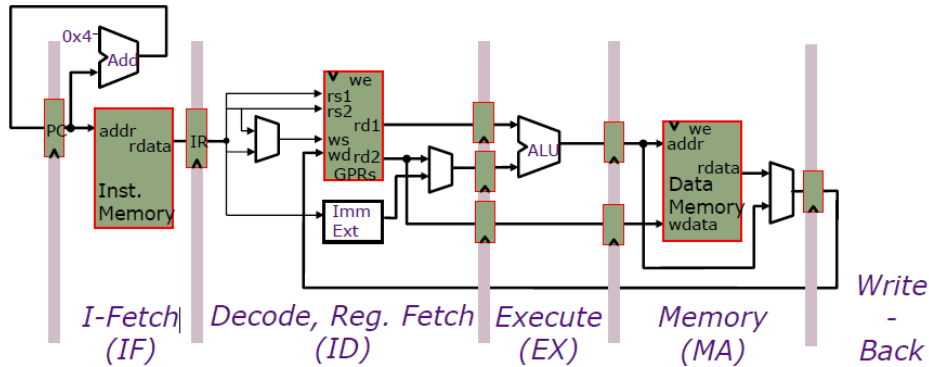 0x4
Add
PC
addr
rdata
Inst.
Memory
IR
we
rs1
rs2
rd1
ws
wd
rd2
GPRs
Imm
Ext
ALU
we
addr
rdata
Data
Memory
wdata
I-Fetch
(IF)
Decode, Reg. Fetch
(ID)
Execute
(EX)
Memory
(MA)
Write
-
Back